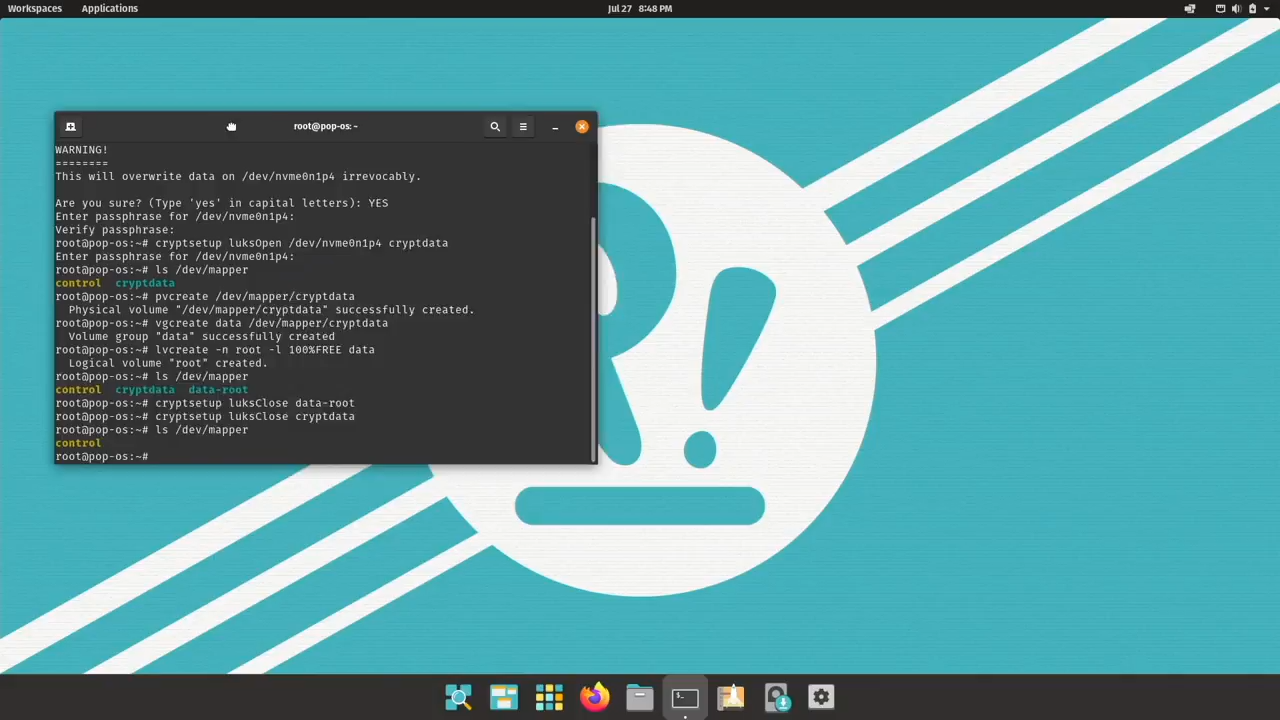 Workspaces Applications Jul 27 8:48 PM
root@pop-os: ~
WARNING!
========
This will overwrite data on /dev/nvme0n1p4 irrevocably.
Are you sure? (Type 'yes' in capital letters): YES
Enter passphrase for /dev/nvme0n1p4:
Verify passphrase:
root@pop-os:~# cryptsetup luksOpen /dev/nvme0n1p4 cryptdata
Enter passphrase for /dev/nvme0n1p4:
root@pop-os:~# ls /dev/mapper
control  cryptdata
root@pop-os:~# pvcreate /dev/mapper/cryptdata
  Physical volume "/dev/mapper/cryptdata" successfully created.
root@pop-os:~# vgcreate data /dev/mapper/cryptdata
  Volume group "data" successfully created
root@pop-os:~# lvcreate -n root -l 100%FREE data
  Logical volume "root" created.
root@pop-os:~# ls /dev/mapper
control  cryptdata  data-root
root@pop-os:~# cryptsetup luksClose data-root
root@pop-os:~# cryptsetup luksClose cryptdata
root@pop-os:~# ls /dev/mapper
control
root@pop-os:~#